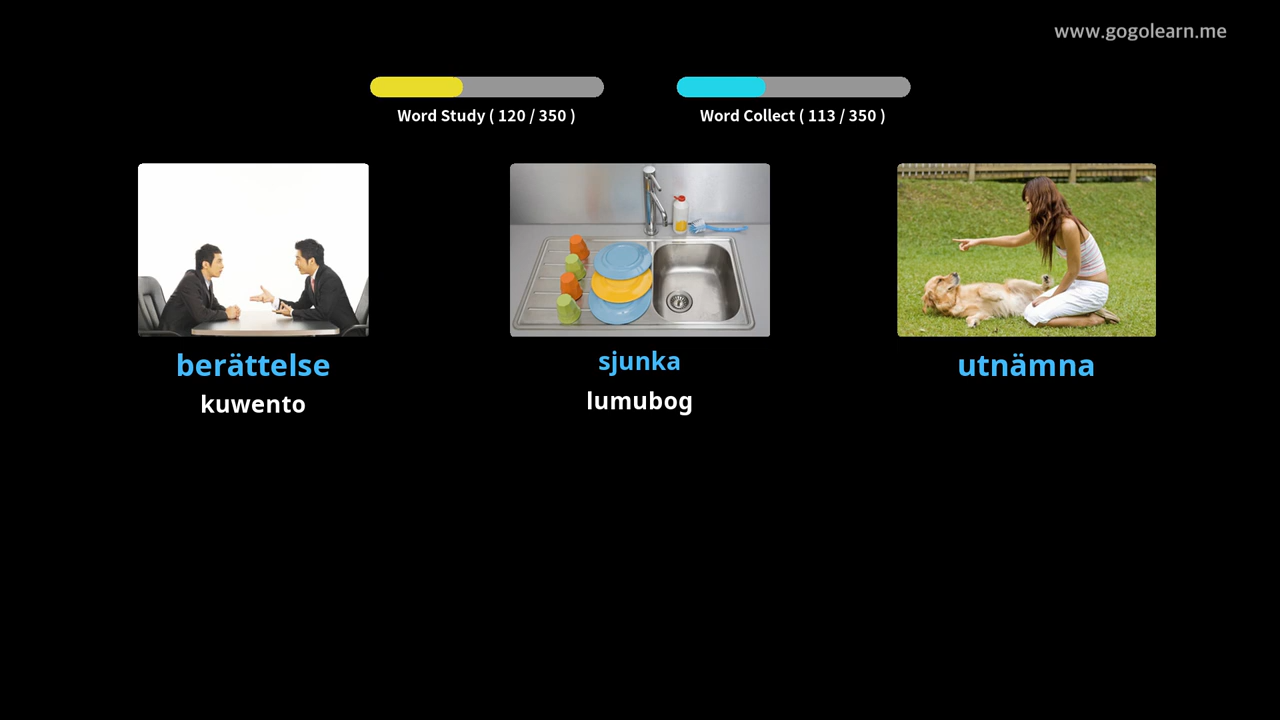 www.gogolearn.me
Word Study ( 120 / 350 )
Word Collect ( 113 / 350 )
berättelse
kuwento
sjunka
lumubog
utnämna